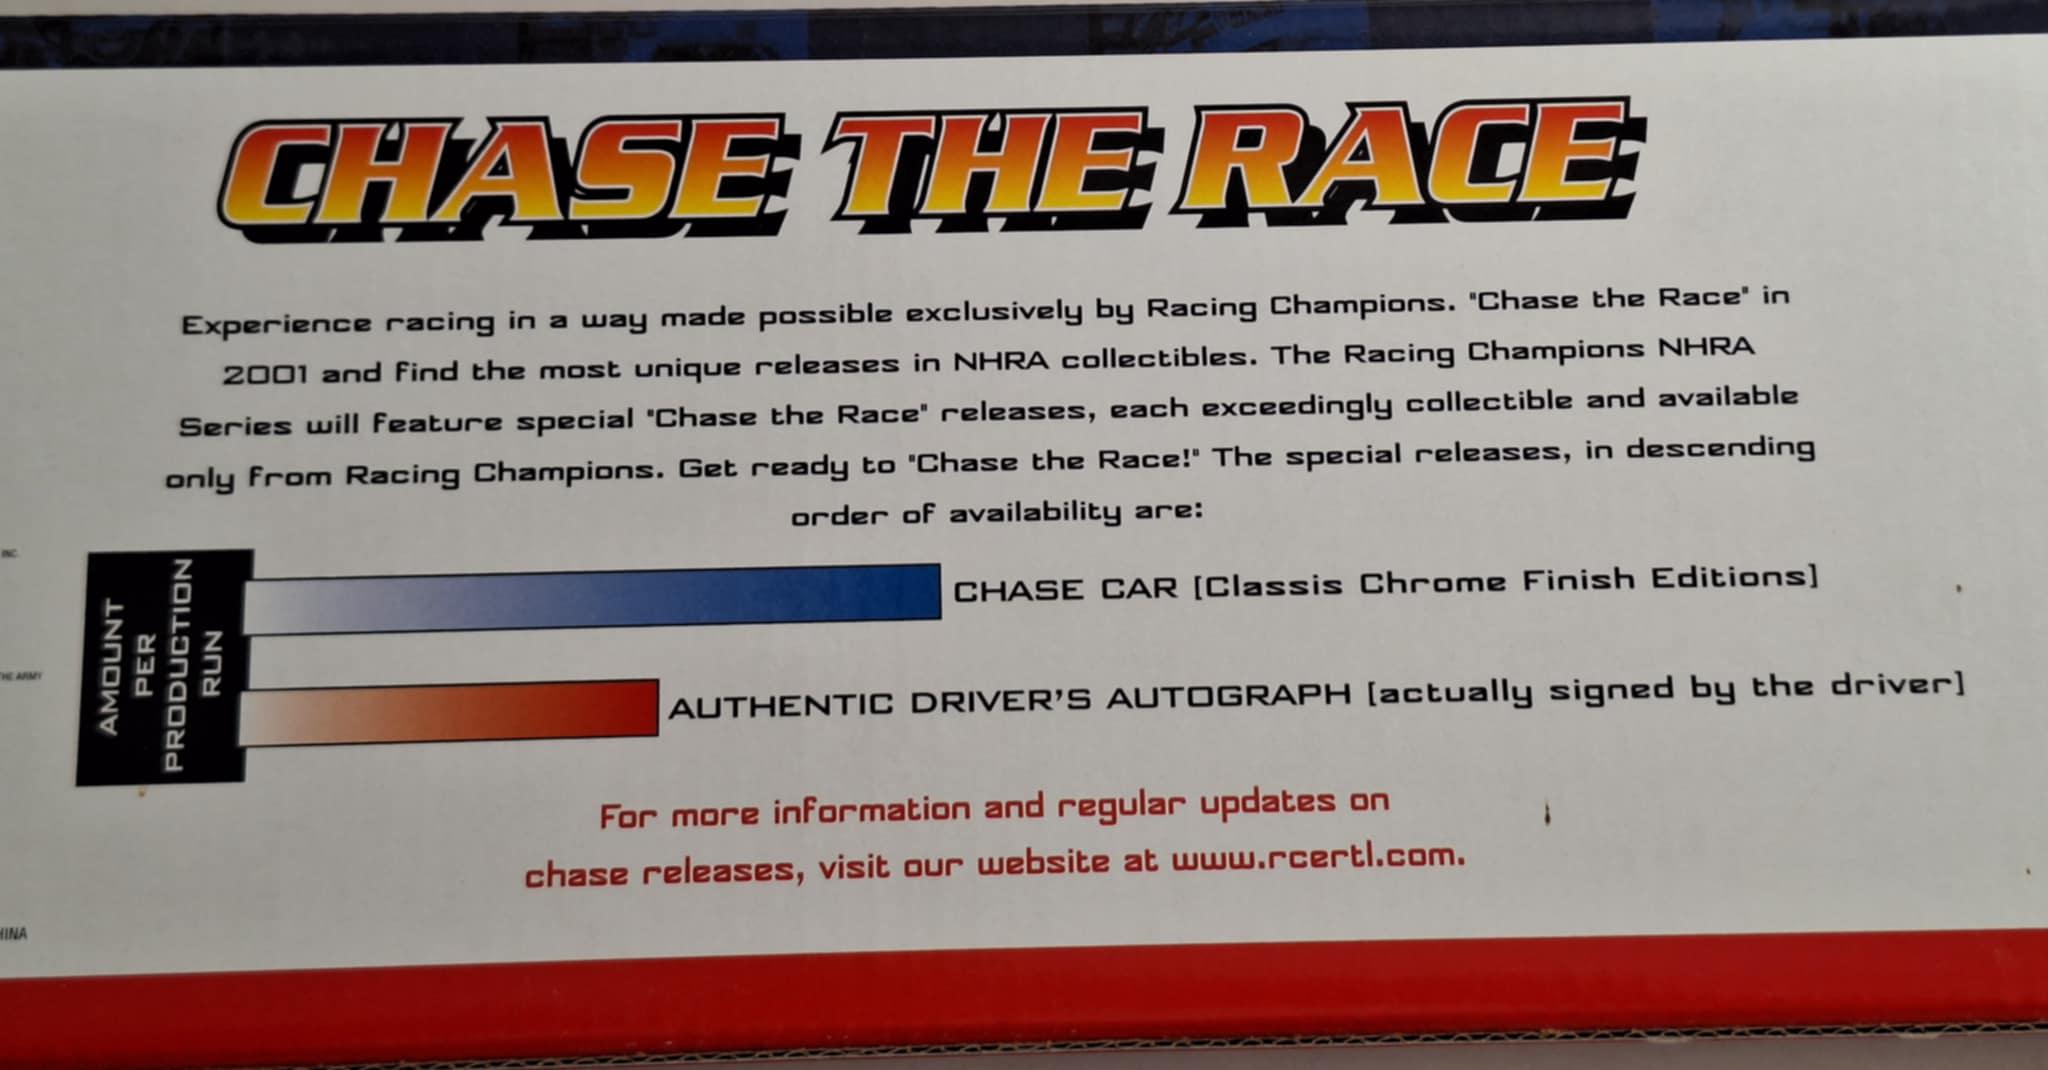 CHASE THE RACE
Experience racing in a way made possible exclusively by Racing Champions. "Chase the Race" in
2001 and find the most unique releases in NHRA collectibles. The Racing Champions NHRA
Series will feature special "Chase the Race" releases, each exceedingly collectible and available
only from Racing Champions. Get ready to "Chase the Race!" The special releases, in descending
order of availability are:
INC.
AMOUNT
PER
PRODUCTION
RUN
CHASE CAR [Classis Chrome Finish Editions]
THE ARMY
AUTHENTIC DRIVER'S AUTOGRAPH [actually signed by the driver]
For more information and regular updates on
chase releases, visit our website at www.rcertl.com.